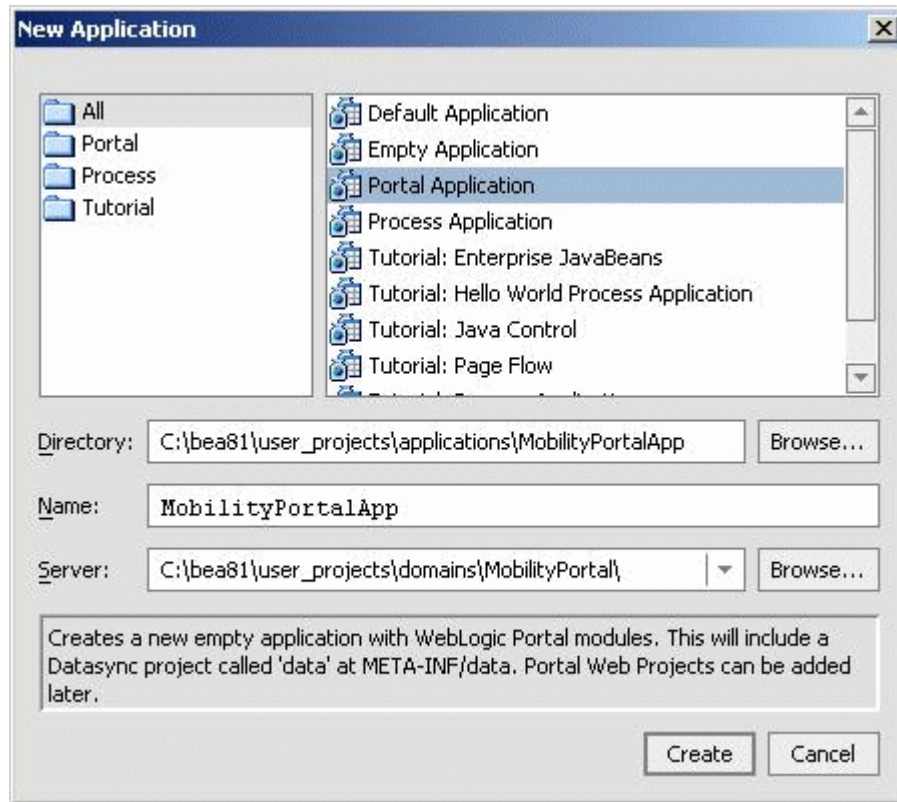 New Application
All
Portal
Process
Tutorial
Default Application
Empty Application
Portal Application
Process Application
Tutorial: Enterprise JavaBeans
Tutorial: Hello World Process Application
Tutorial: Java Control
Tutorial: Page Flow
Directory: C:\bea81\user_projects\applications\MobilityPortalApp Browse...
Name: MobilityPortalApp
Server: C:\bea81\user_projects\domains\MobilityPortal\ Browse...
Creates a new empty application with WebLogic Portal modules. This will include a
Datasync project called 'data' at META-INF/data. Portal Web Projects can be added
later.
Create Cancel